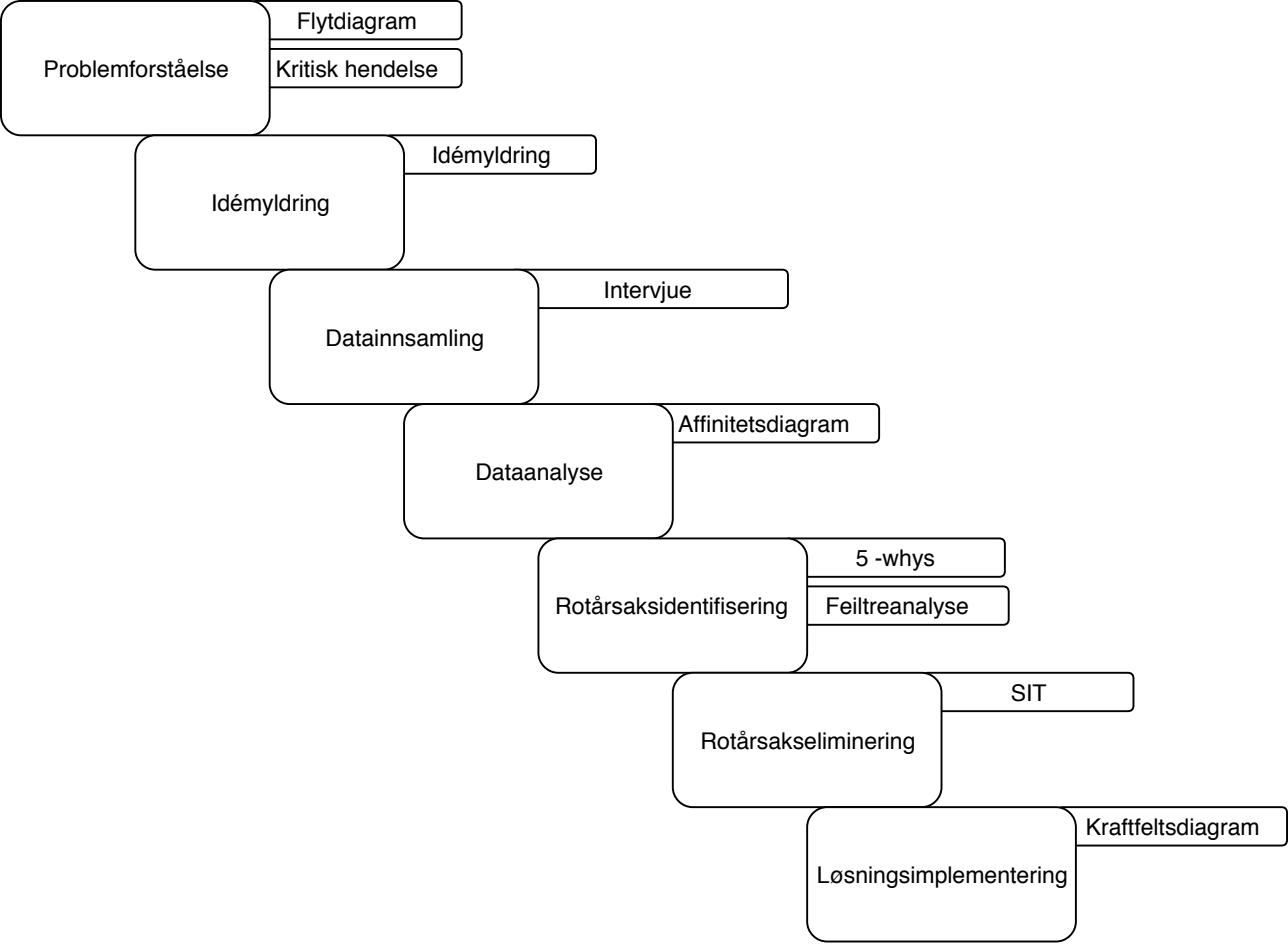 Flytdiagram
Problemforståelse
Kritisk hendelse
Idémyldring
Idémyldring
Intervjue
Datainnsamling
Affinitetsdiagram
Dataanalyse
5 -whys
Rotårsaksidentifisering
Feiltreanalyse
SIT
Rotårsakseliminering
Kraftfeltsdiagram
Løsningsimplementering